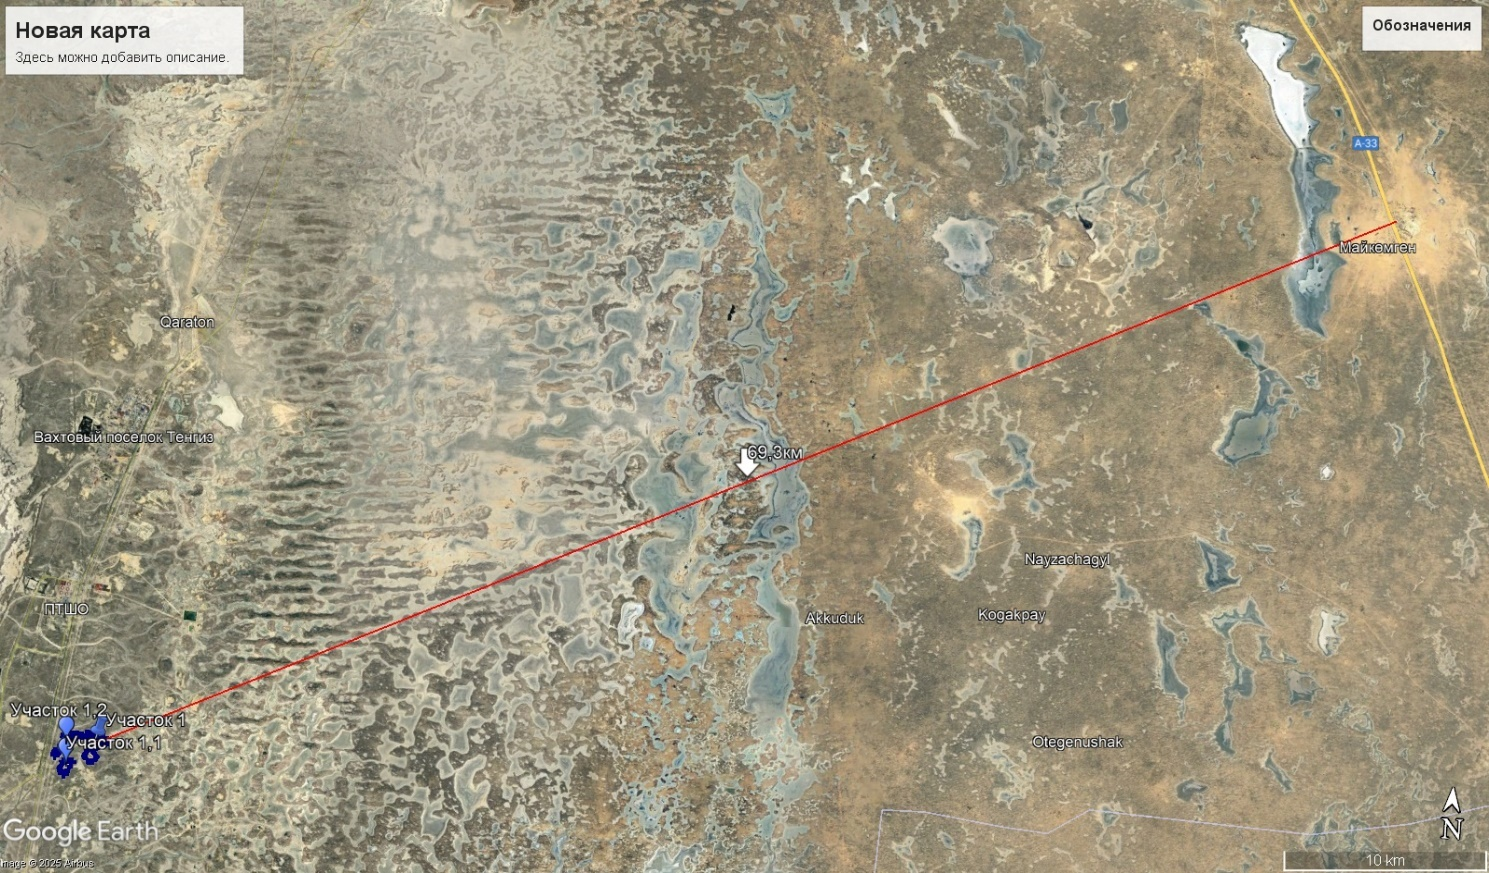 Новая карта
Здесь можно добавить описание.
Обозначения
А-33
Майкөмген
Qaraton
Вахтовый поселок Тенгиз
69,3км
Nayzachagyl
ПТШО
Akkuduk
Kogakpay
Участок 1,2
Участок 1
Участок 1,1
Otegenushak
N
Google Earth
Image © 2025 Airbus
10 km